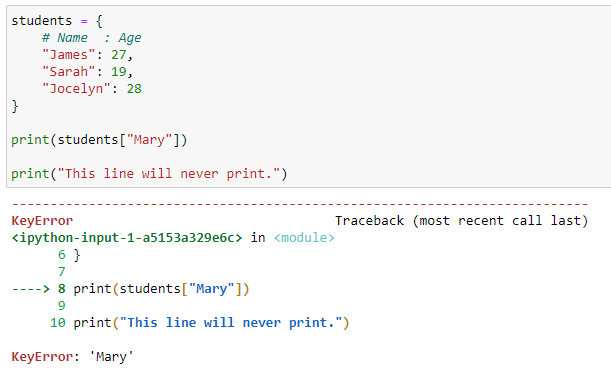 students = {
    # Name  : Age
    "James": 27,
    "Sarah": 19,
    "Jocelyn": 28
}

print(students["Mary"])

print("This line will never print.")
---------------------------------------------------------------------------
KeyError                                  Traceback (most recent call last)
<ipython-input-1-a5153a329e6c> in <module>
      6 }
      7
----> 8 print(students["Mary"])
      9
     10 print("This line will never print.")

KeyError: 'Mary'